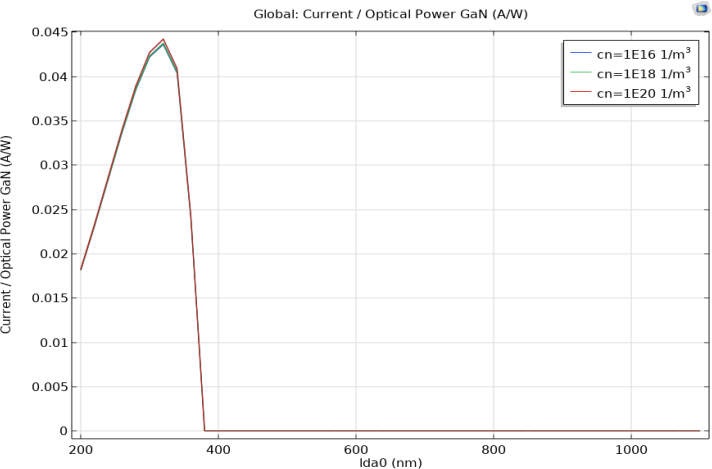 Global: Current / Optical Power GaN (A/W)
cn=1E16 1/m³
cn=1E18 1/m³
cn=1E20 1/m³
Current / Optical Power GaN (A/W)
0.045
0.04
0.035
0.03
0.025
0.02
0.015
0.01
0.005
0
200
400
600
800
1000
lda0 (nm)